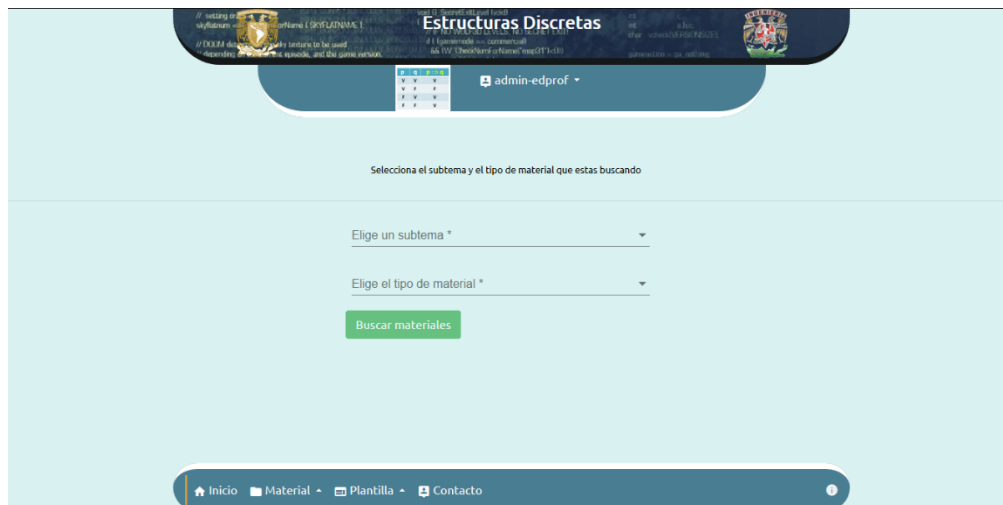 Estructuras Discretas
INGENIERIA
admin-edprof
Selecciona el subtema y el tipo de material que estas buscando
Elige un subtema *
Elige el tipo de material *
Buscar materiales
Inicio Material Plantilla Contacto